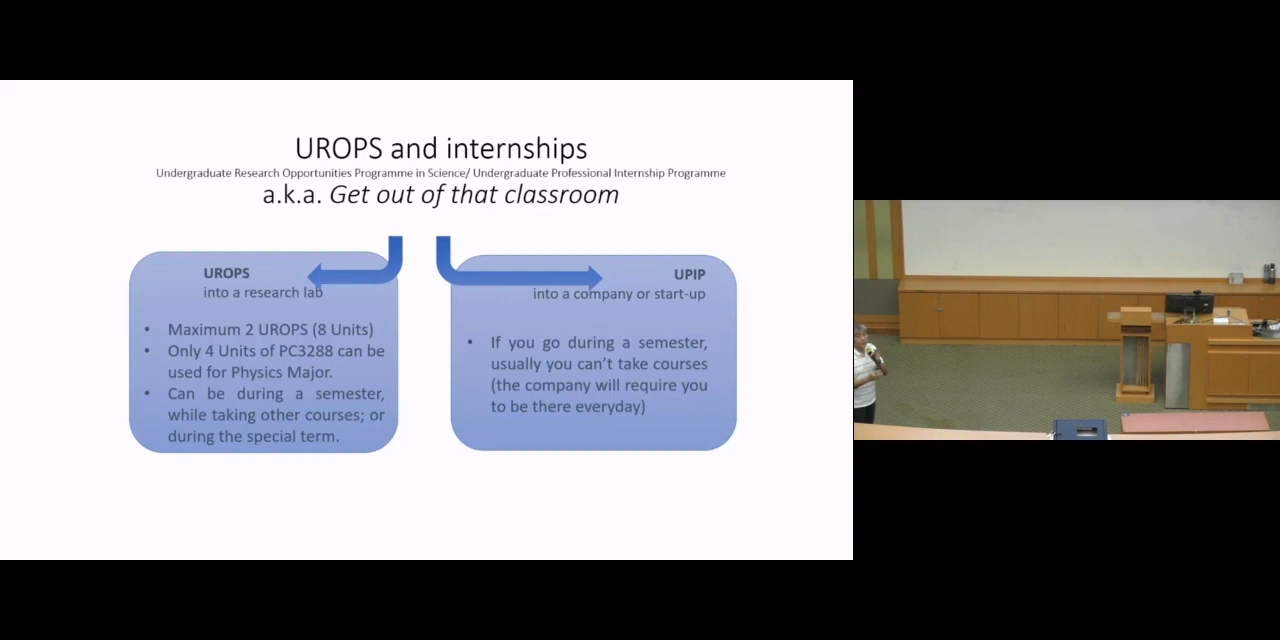 UROPS and internships
Undergraduate Research Opportunities Programme in Science/ Undergraduate Professional Internship Programme
a.k.a. Get out of that classroom
UROPS
into a research lab
• Maximum 2 UROPS (8 Units)
• Only 4 Units of PC3288 can be
used for Physics Major.
• Can be during a semester,
while taking other courses; or
during the special term.
UPIP
into a company or start-up
• If you go during a semester,
usually you can't take courses
(the company will require you
to be there everyday)